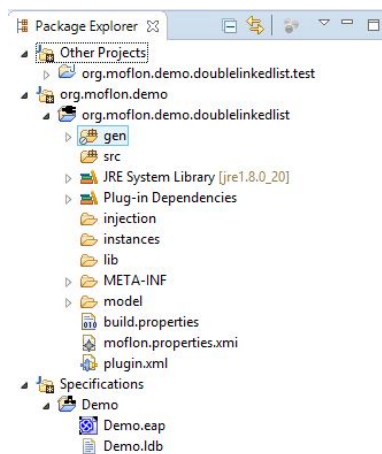 Package Explorer
Other Projects
org.moflon.demo.doublelinkedlist.test
org.moflon.demo
org.moflon.demo.doublelinkedlist
gen
src
JRE System Library [jre1.8.0_20]
Plug-in Dependencies
injection
instances
lib
META-INF
model
build.properties
moflon.properties.xmi
plugin.xml
Specifications
Demo
Demo.eap
Demo.ldb